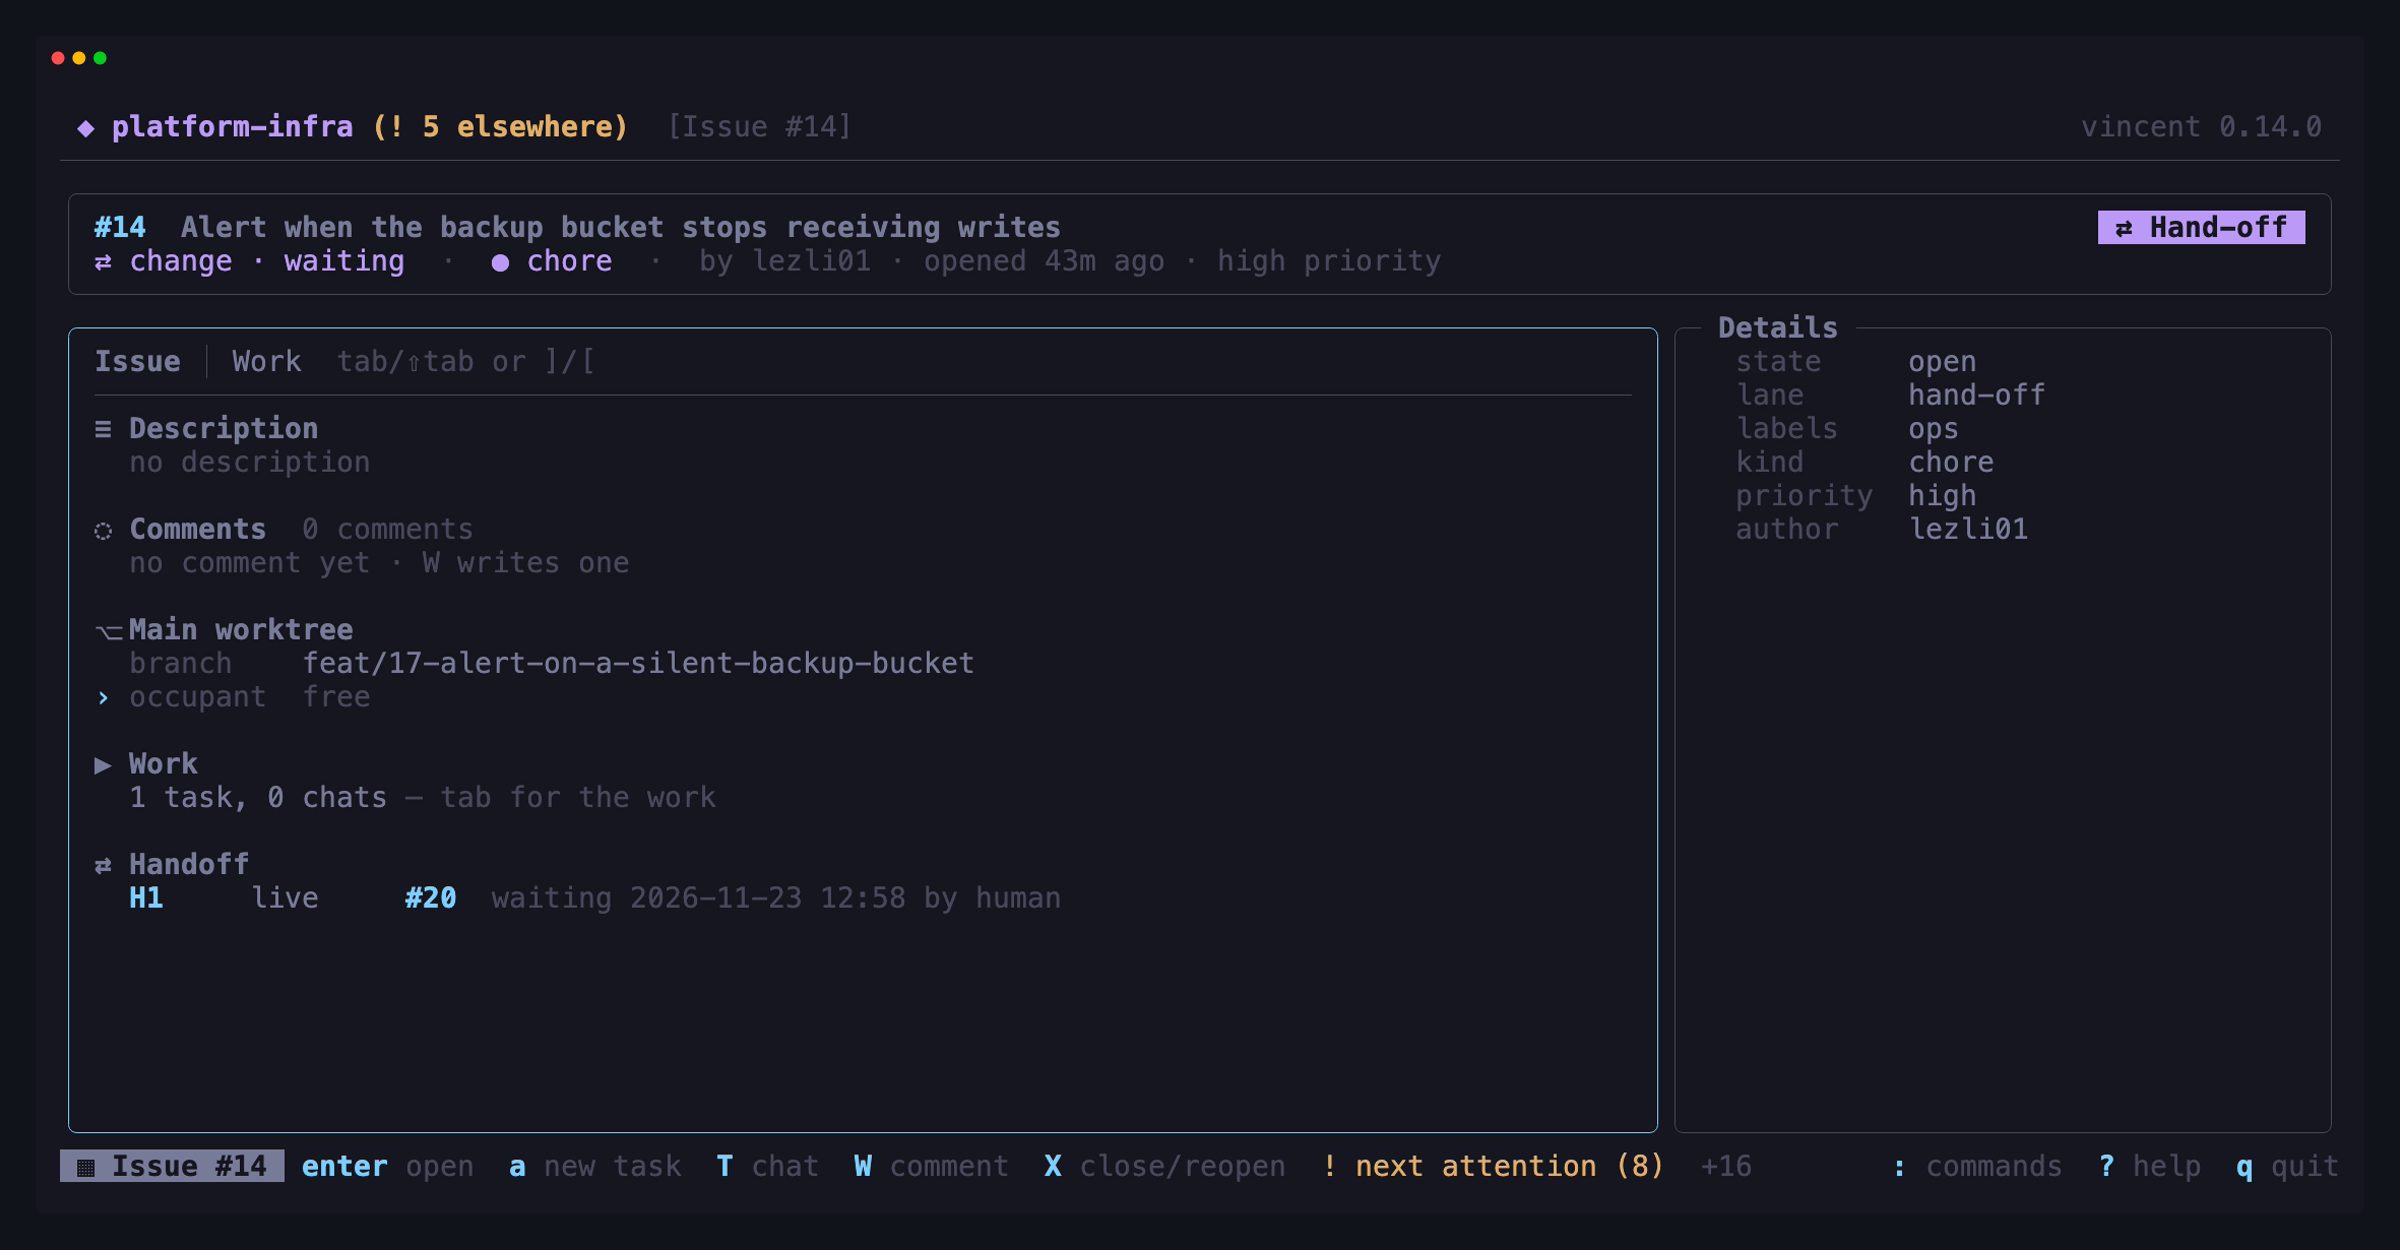 ◆ platform-infra (! 5 elsewhere) [Issue #14] vincent 0.14.0
#14 Alert when the backup bucket stops receiving writes ⇄ Hand-off
⇄ change · waiting · ● chore · by lezli01 · opened 43m ago · high priority
Issue │ Work tab/⇧tab or ]/[
≡ Description
no description
◌ Comments 0 comments
no comment yet · W writes one
⌥ Main worktree
branch feat/17-alert-on-a-silent-backup-bucket
› occupant free
▶ Work
1 task, 0 chats — tab for the work
⇄ Handoff
H1 live #20 waiting 2026-11-23 12:58 by human
Details
state open
lane hand-off
labels ops
kind chore
priority high
author lezli01
▦ Issue #14 enter open a new task T chat W comment X close/reopen ! next attention (8) +16 : commands ? help q quit